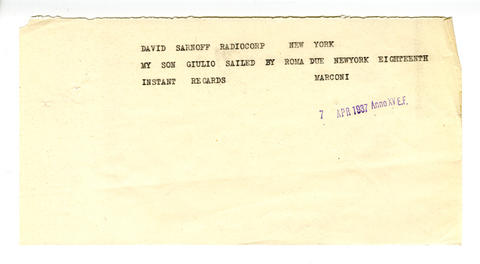 DAVID SARNOFF RADIOCORP NEW YORK
MY SON GIULIO SAILED BY ROMA DUE NEWYORK EIGHTEENTH
INSTANT REGARDS MARCONI
7 APR 1937 Anno XV E.F.